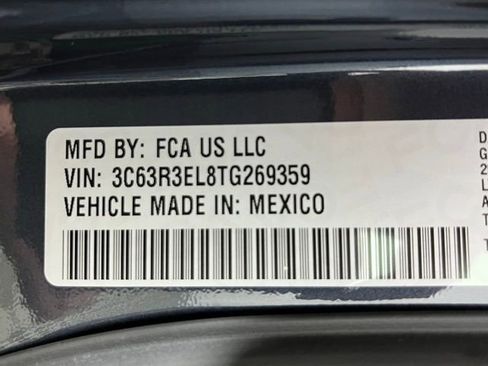 MFD BY: FCA US LLC
VIN: 3C63R3EL8TG269359
VEHICLE MADE IN: MEXICO